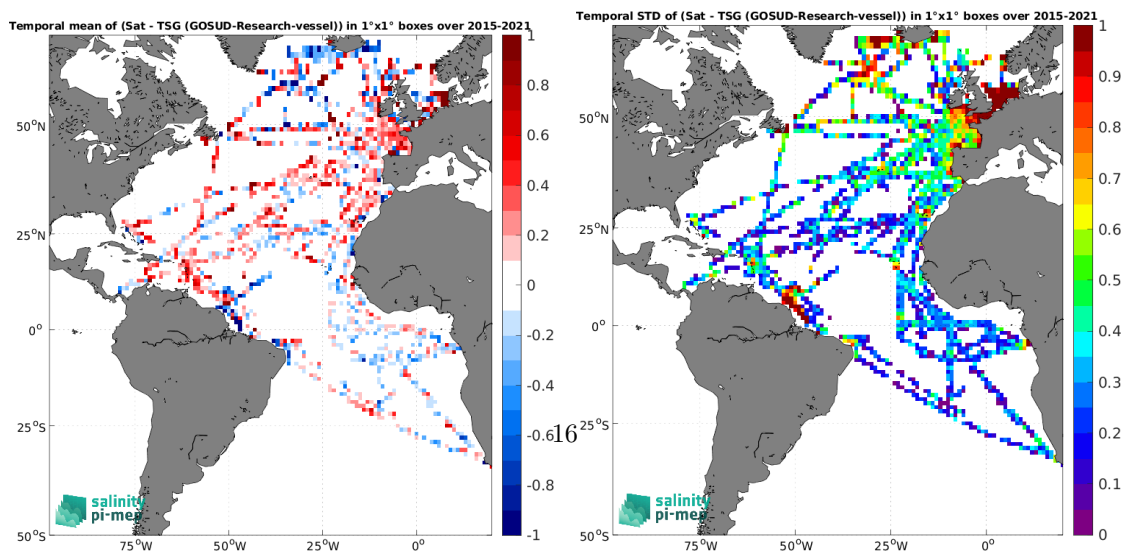 Temporal mean of (Sat - TSG (GOSUD-Research-vessel)) in 1°x1° boxes over 2015-2021
1
0.8
0.6
0.4
0.2
0
-0.2
-0.4
-0.6
-0.8
-1
50°N
25°N
0°
25°S
50°S
75°W
50°W
25°W
0°
salinity
pi-mep
16
Temporal STD of (Sat - TSG (GOSUD-Research-vessel)) in 1°x1° boxes over 2015-2021
1
0.9
0.8
0.7
0.6
0.5
0.4
0.3
0.2
0.1
0
50°N
25°N
0°
25°S
50°S
75°W
50°W
25°W
0°
salinity
pi-mep